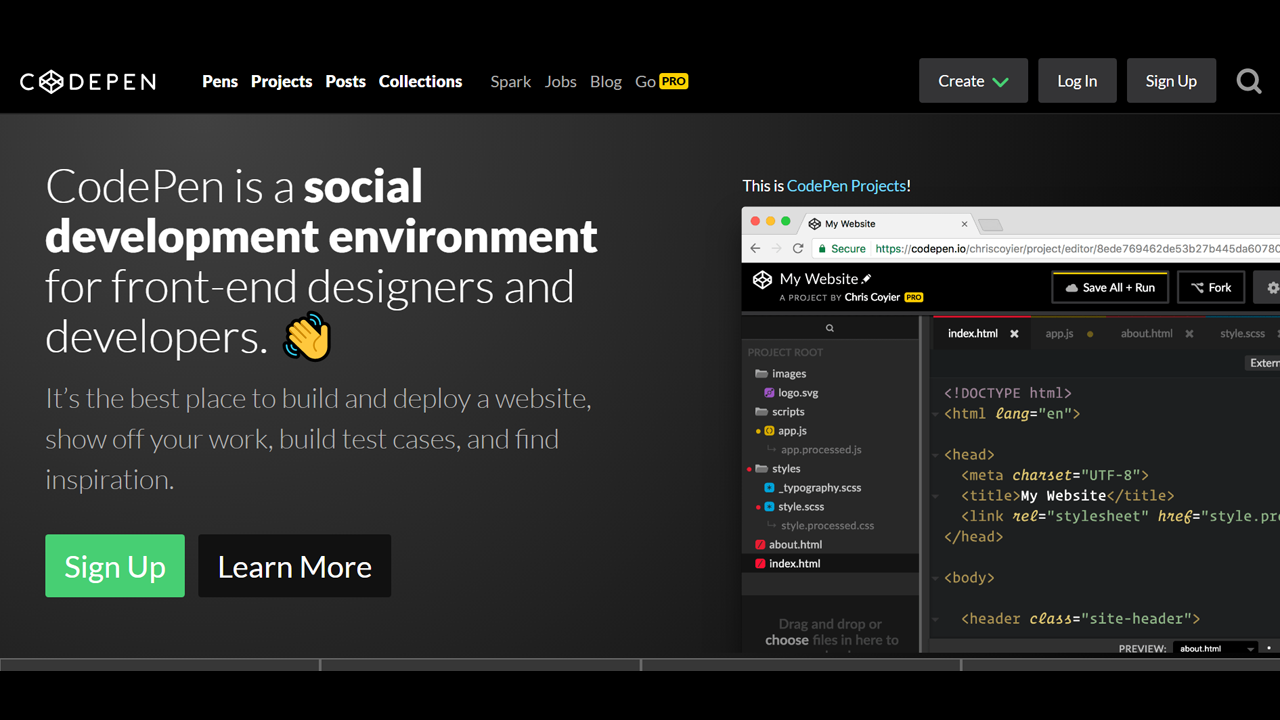 CODEPEN Pens Projects Posts Collections Spark Jobs Blog Go PRO Create Log In Sign Up
CodePen is a social
development environment
for front-end designers and
developers.
It’s the best place to build and deploy a website,
show off your work, build test cases, and find
inspiration.
Sign Up Learn More
This is CodePen Projects!
My Website
Secure https://codepen.io/chriscoyier/project/editor/8ede769462de53b27b445da60780
My Website
A PROJECT BY Chris Coyier PRO
Save All + Run Fork
index.html app.js about.html style.scss
PROJECT ROOT
images
logo.svg
scripts
app.js
app.processed.js
styles
_typography.scss
style.scss
style.processed.css
about.html
index.html
Drag and drop or
choose files in here to
Extern
<!DOCTYPE html>
<html lang="en">
<head>
<meta charset="UTF-8">
<title>My Website</title>
<link rel="stylesheet" href="style.pro
</head>
<body>
<header class="site-header">
PREVIEW: about.html